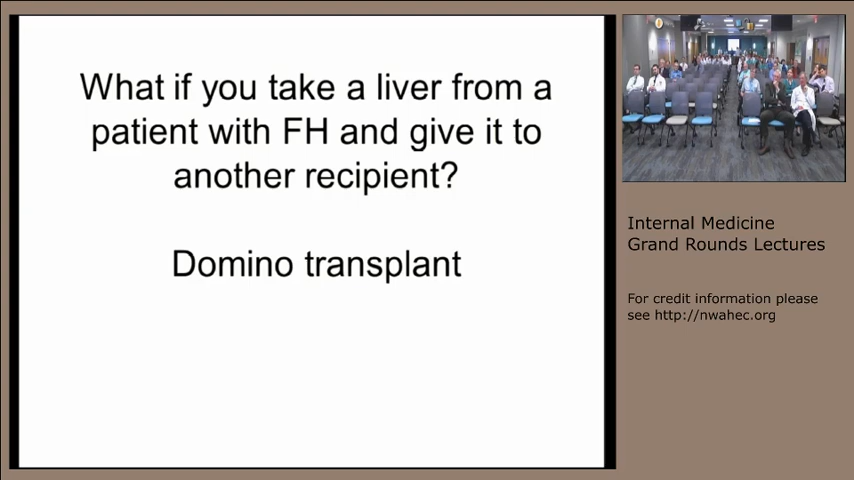 What if you take a liver from a
patient with FH and give it to
another recipient?
Domino transplant
Internal Medicine
Grand Rounds Lectures
For credit information please
see http://nwahec.org